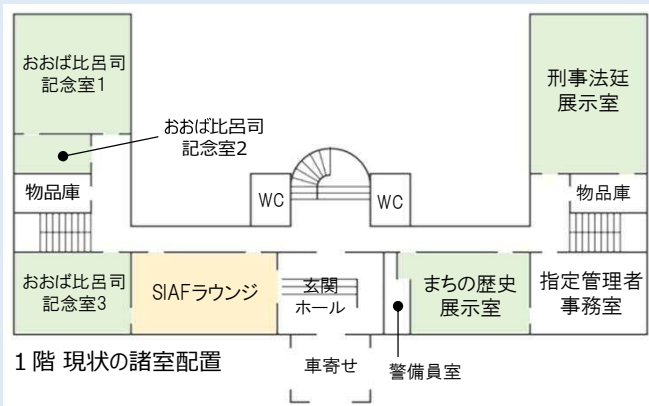 おおば比呂司
記念室1
刑事法廷
展示室
おおば比呂司
記念室2
物品庫
WC
WC
物品庫
おおば比呂司
記念室3
SIAFラウンジ
玄関
ホール
まちの歴史
展示室
指定管理者
事務室
1階 現状の諸室配置
車寄せ
警備員室